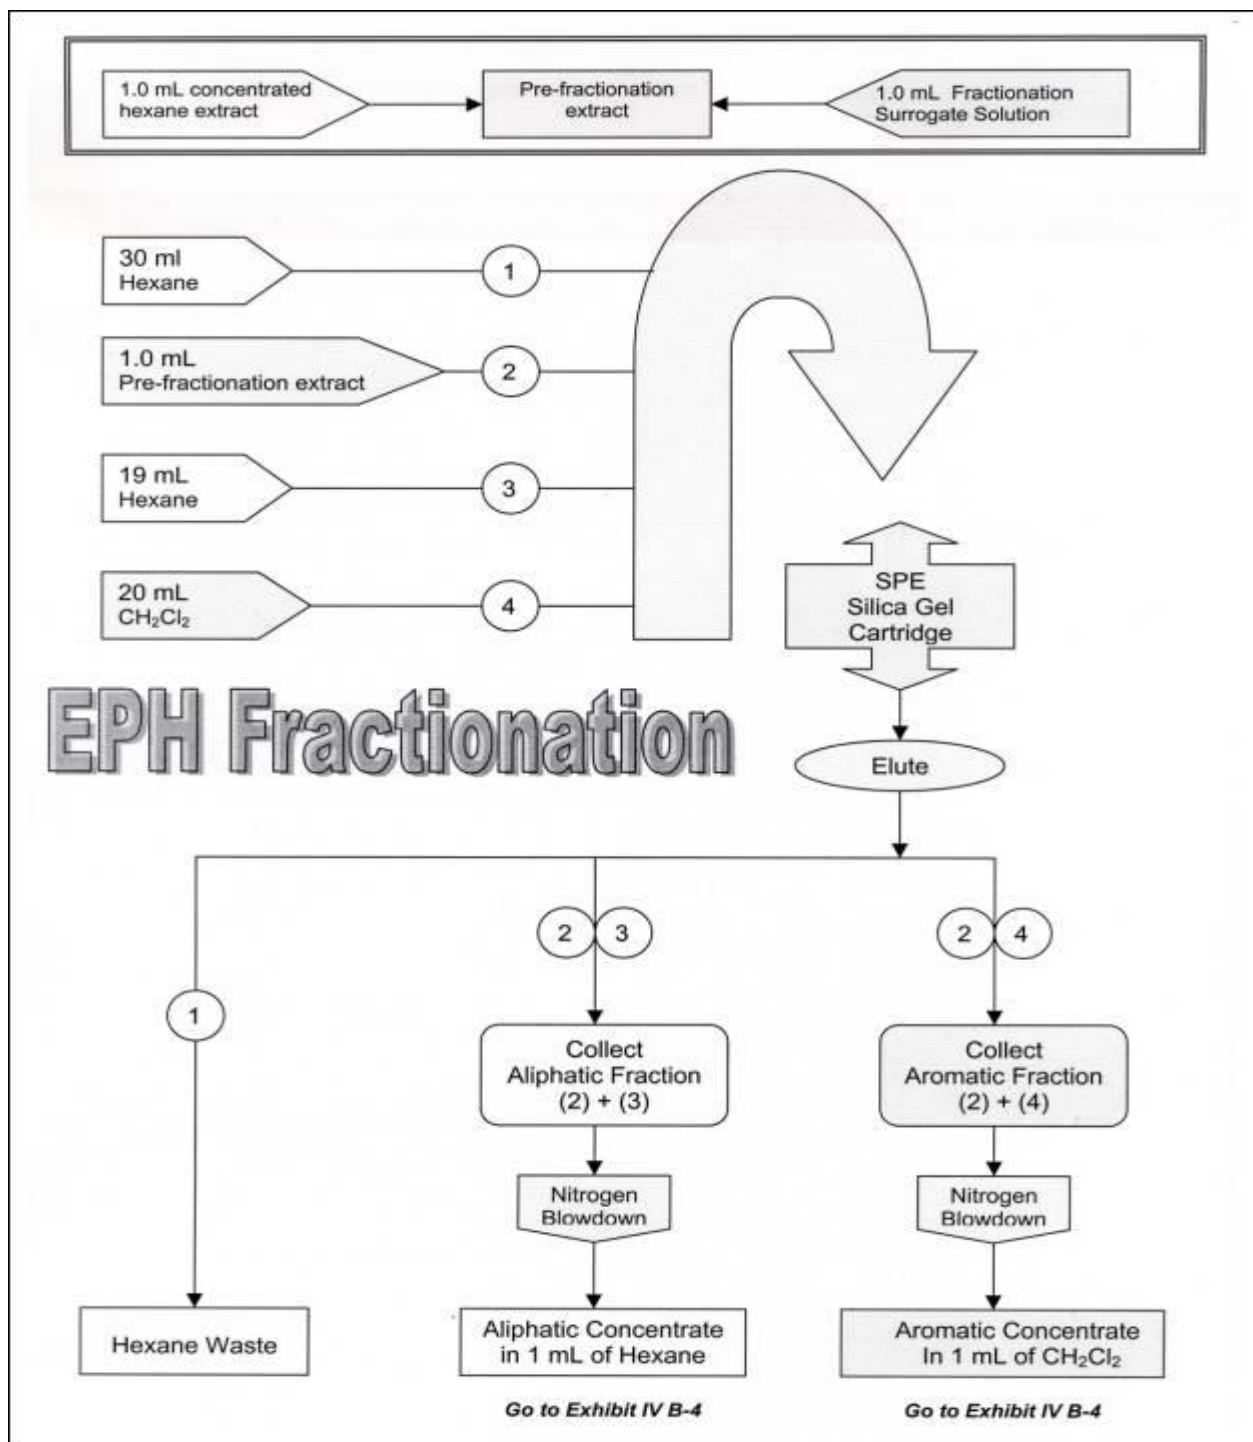 1.0 mL concentrated
hexane extract
Pre-fractionation
extract
1.0 mL Fractionation
Surrogate Solution
30 ml
Hexane
1
1.0 mL
Pre-fractionation extract
2
19 mL
Hexane
3
20 mL
CH₂Cl₂
4
SPE
Silica Gel
Cartridge
EPH Fractionation
Elute
2 3
2 4
1
Collect
Aliphatic Fraction
(2) + (3)
Collect
Aromatic Fraction
(2) + (4)
Nitrogen
Blowdown
Nitrogen
Blowdown
Hexane Waste
Aliphatic Concentrate
in 1 mL of Hexane
Aromatic Concentrate
In 1 mL of CH₂Cl₂
Go to Exhibit IV B-4
Go to Exhibit IV B-4